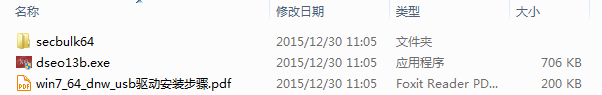 名称 修改日期 类型 大小
secbulk64 2015/12/30 11:05 文件夹
dseo13b.exe 2015/12/30 11:05 应用程序 706 KB
win7_64_dnw_usb驱动安装步骤.pdf 2015/12/30 11:05 Foxit Reader PD... 200 KB